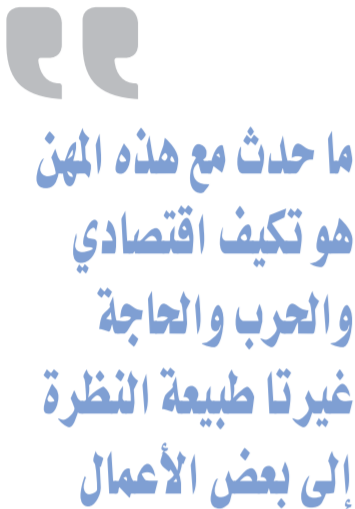 ما حدث مع هذه المهن
هو تكيف اقتصادي
والحرب والحاجة
غيرتا طبيعة النظرة
إلى بعض الأعمال